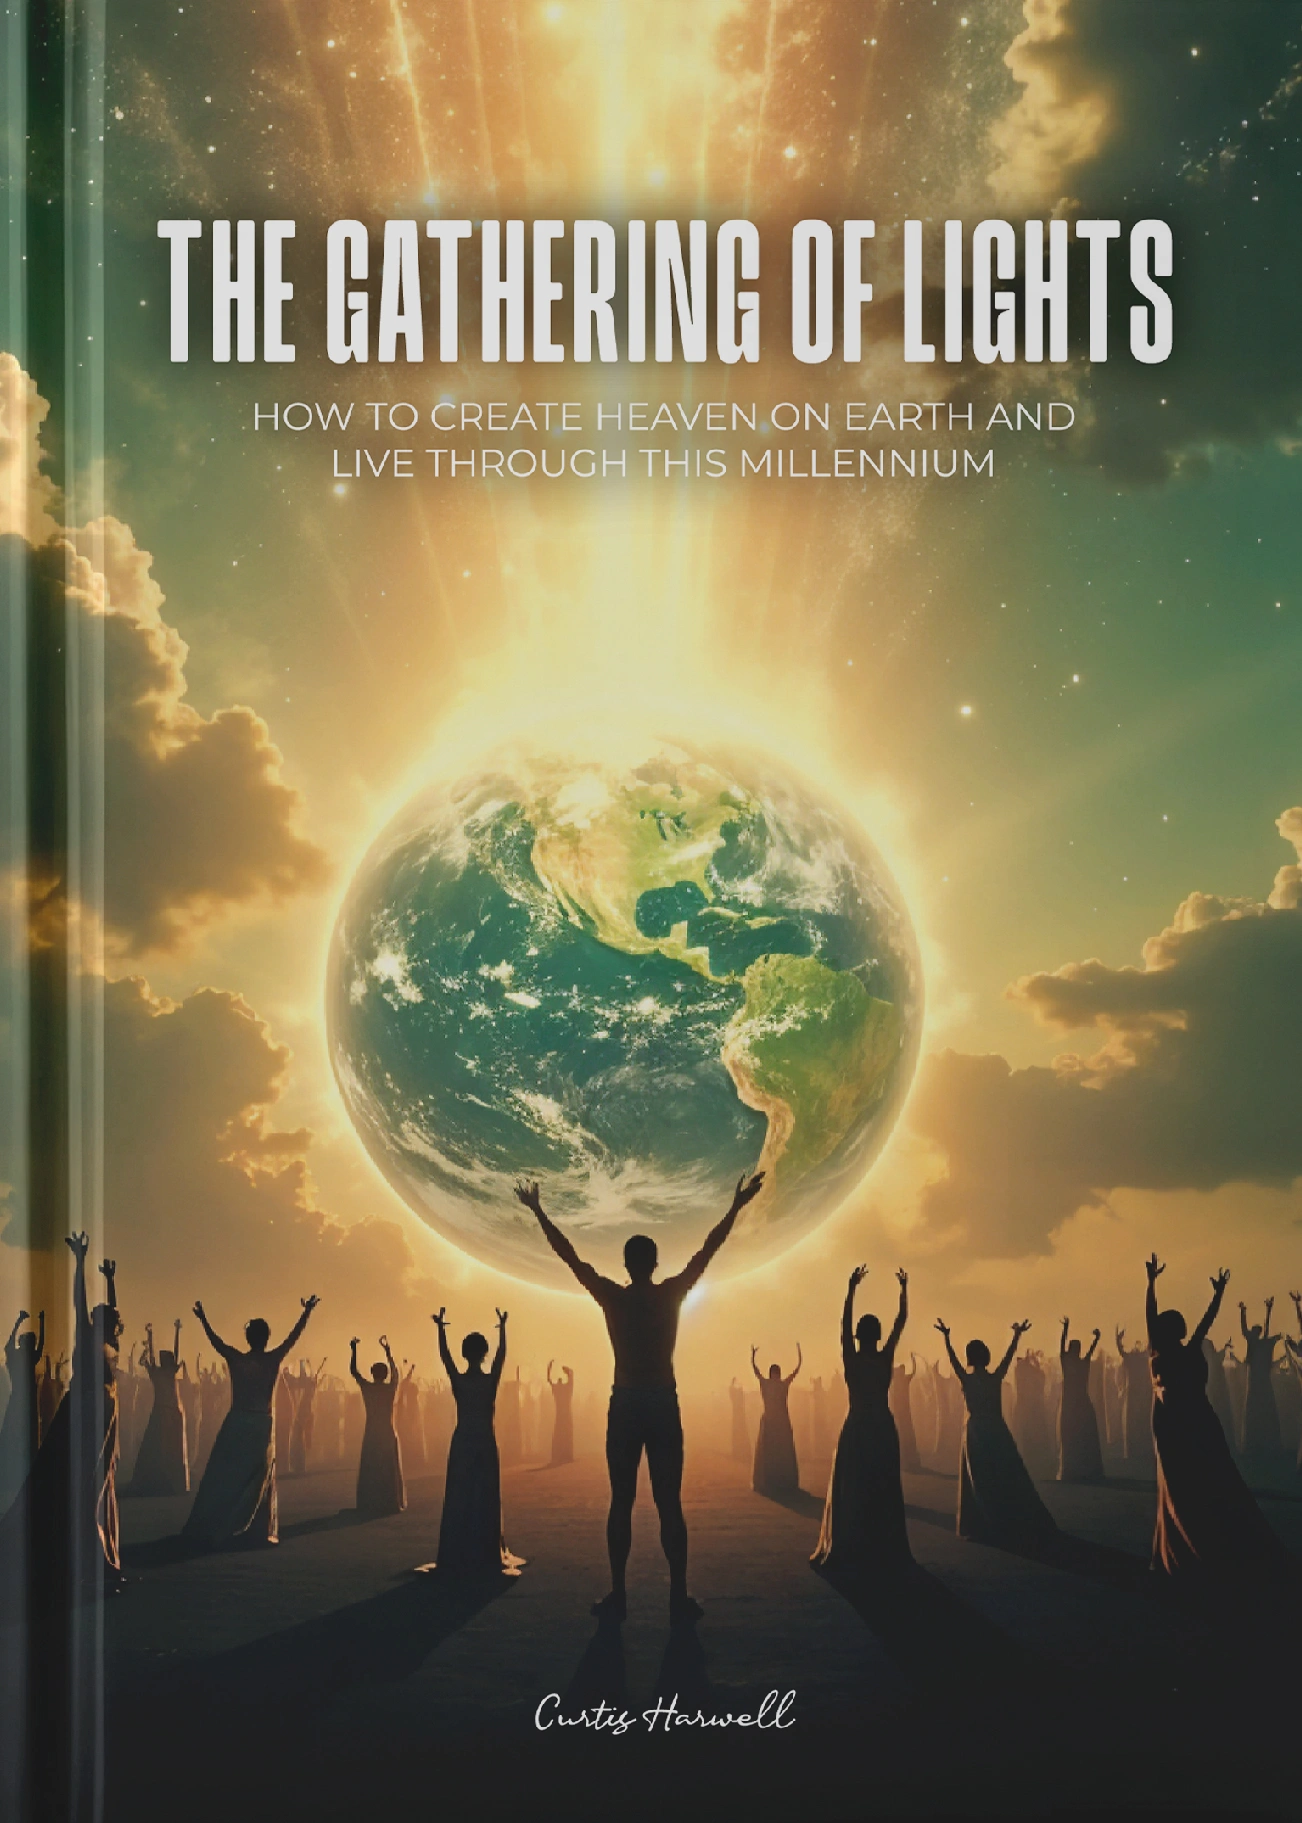 THE GATHERING OF LIGHTS
HOW TO CREATE HEAVEN ON EARTH AND
LIVE THROUGH THIS MILLENNIUM
Curtis Harwell